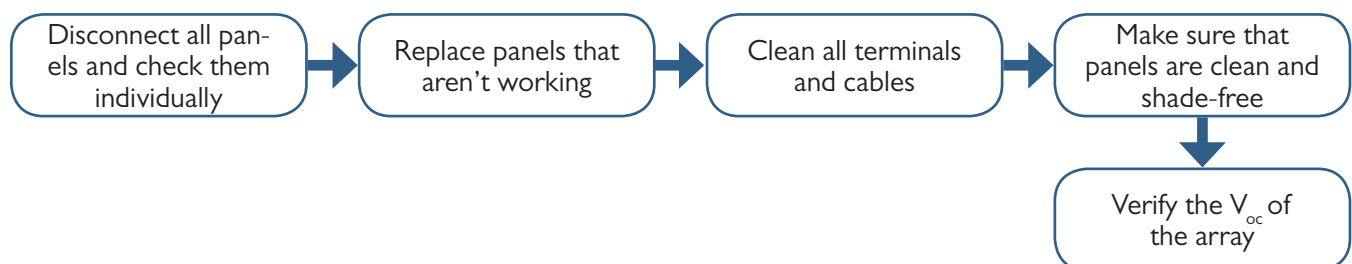 Disconnect all pan-
els and check them
individually
Replace panels that
aren’t working
Clean all terminals
and cables
Make sure that
panels are clean and
shade-free
Verify the Voc of
the array